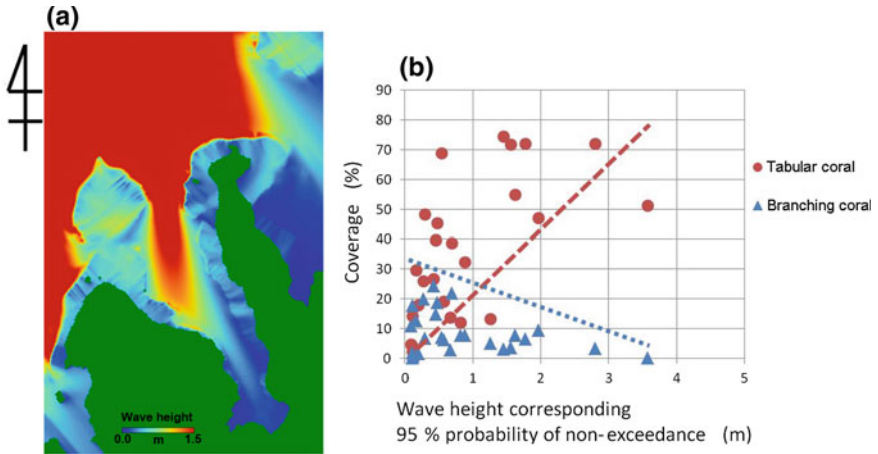 (a)
Wave height
0.0 m 1.5
(b)
90
80
70
60
50
40
30
20
10
0
Coverage (%)
0 1 2 3 4 5
Wave height corresponding
95 % probability of non-exceedance (m)
Tabular coral
Branching coral